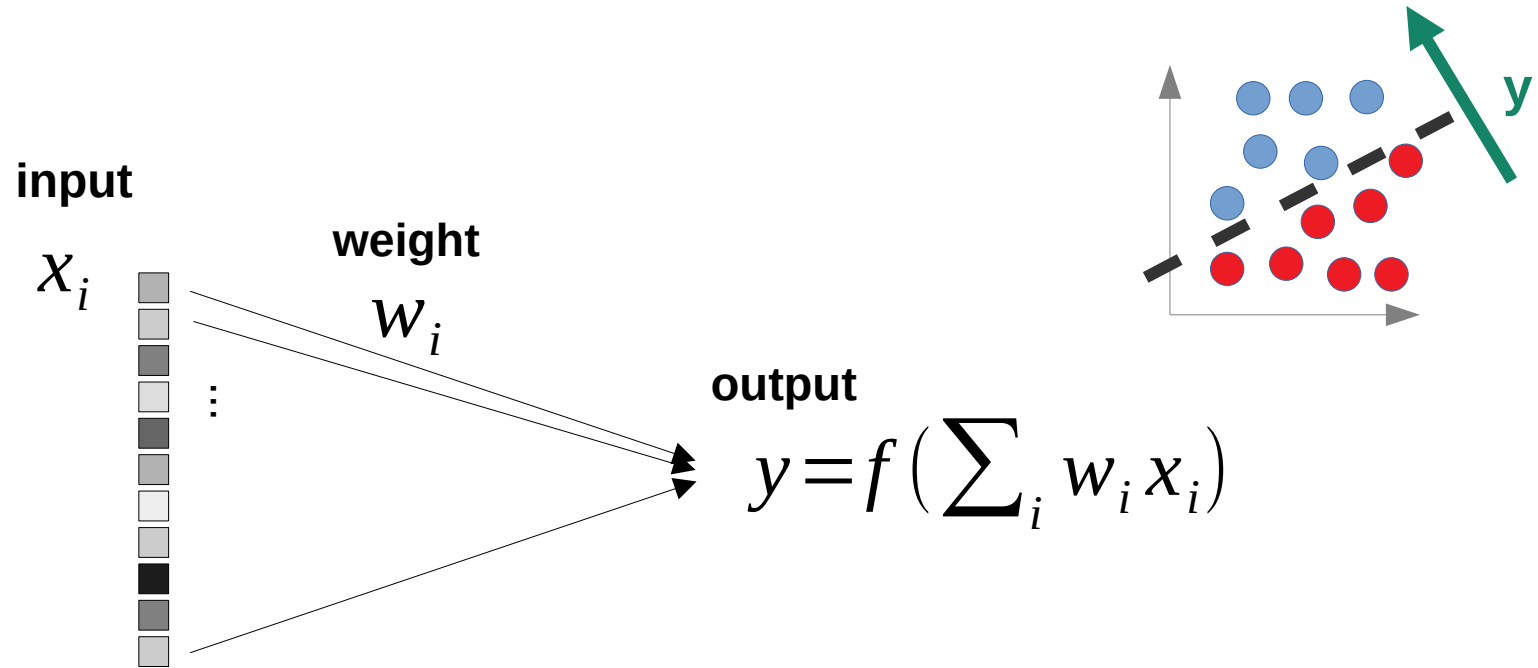 input
x_i
weight
w_i
⋮
output
y=f(∑_i w_i x_i)
y